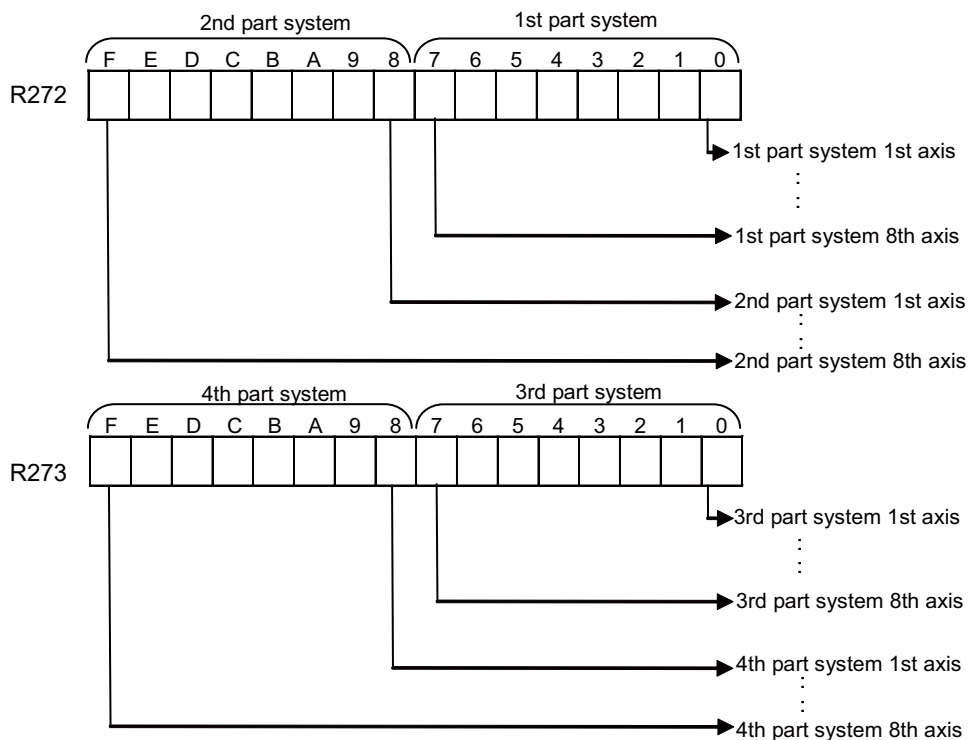 2nd part system 1st part system
F E D C B A 9 8 7 6 5 4 3 2 1 0
R272
1st part system 1st axis
1st part system 8th axis
2nd part system 1st axis
2nd part system 8th axis
4th part system 3rd part system
F E D C B A 9 8 7 6 5 4 3 2 1 0
R273
3rd part system 1st axis
3rd part system 8th axis
4th part system 1st axis
4th part system 8th axis